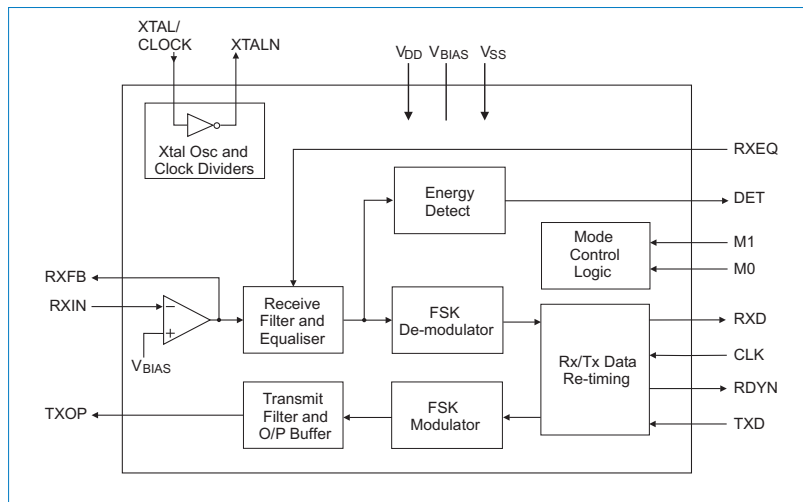 XTAL/
CLOCK
XTALN
VDD
VBIAS
VSS
Xtal Osc and
Clock Dividers
RXEQ
Energy
Detect
DET
Mode
Control
Logic
M1
M0
RXFB
RXIN
−
+
VBIAS
Receive
Filter and
Equaliser
FSK
De-modulator
Rx/Tx Data
Re-timing
RXD
CLK
RDYN
TXD
TXOP
Transmit
Filter and
O/P Buffer
FSK
Modulator